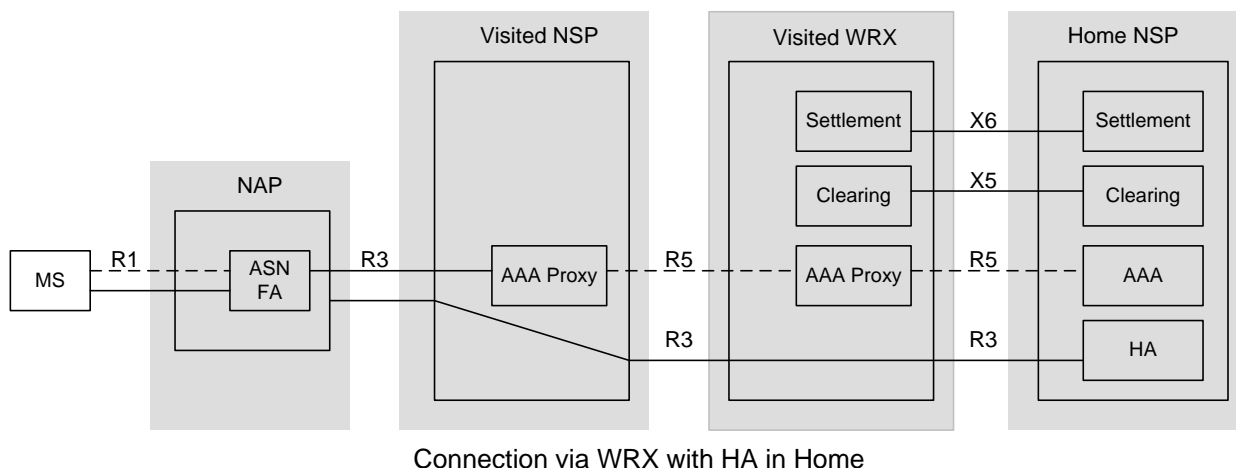 Visited NSP
Visited WRX
Home NSP
Settlement
X6
Settlement
NAP
Clearing
X5
Clearing
MS
R1
ASN
FA
R3
AAA Proxy
R5
AAA Proxy
R5
AAA
R3
R3
HA
Connection via WRX with HA in Home